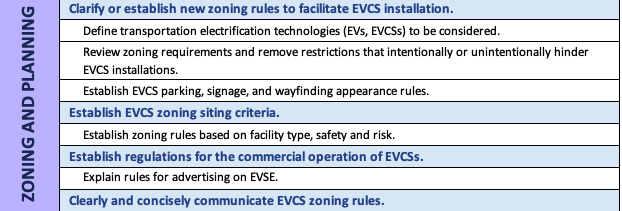 ZONING AND PLANNING
Clarify or establish new zoning rules to facilitate EVCS installation.
Define transportation electrification technologies (EVs, EVCSs) to be considered.
Review zoning requirements and remove restrictions that intentionally or unintentionally hinder
EVCS installations.
Establish EVCS parking, signage, and wayfinding appearance rules.
Establish EVCS zoning siting criteria.
Establish zoning rules based on facility type, safety and risk.
Establish regulations for the commercial operation of EVCSs.
Explain rules for advertising on EVSE.
Clearly and concisely communicate EVCS zoning rules.